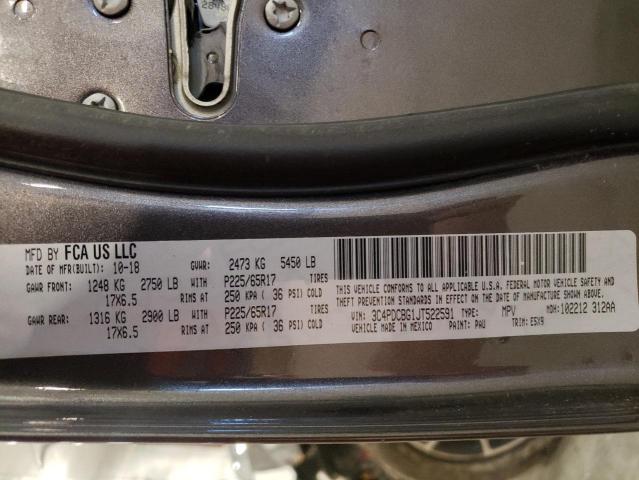 MFD BY FCA US LLC
DATE OF MFR(BUILT): 10-18 GVWR: 2473 KG 5450 LB
GAWR FRONT: 1248 KG 2750 LB WITH P225/65R17 TIRES
17X6.5 RIMS AT 250 KPA ( 36 PSI) COLD
GAWR REAR: 1316 KG 2900 LB WITH P225/65R17 TIRES
17X6.5 RIMS AT 250 KPA ( 36 PSI) COLD
THIS VEHICLE CONFORMS TO ALL APPLICABLE U.S.A. FEDERAL MOTOR VEHICLE SAFETY AND
THEFT PREVENTION STANDARDS IN EFFECT ON THE DATE OF MANUFACTURE SHOWN ABOVE.
VIN: 3C4PDCBG1JT522591 TYPE: MPV MDH:102212 312AA
VEHICLE MADE IN MEXICO PAINT: PAU TRIM: E5X9